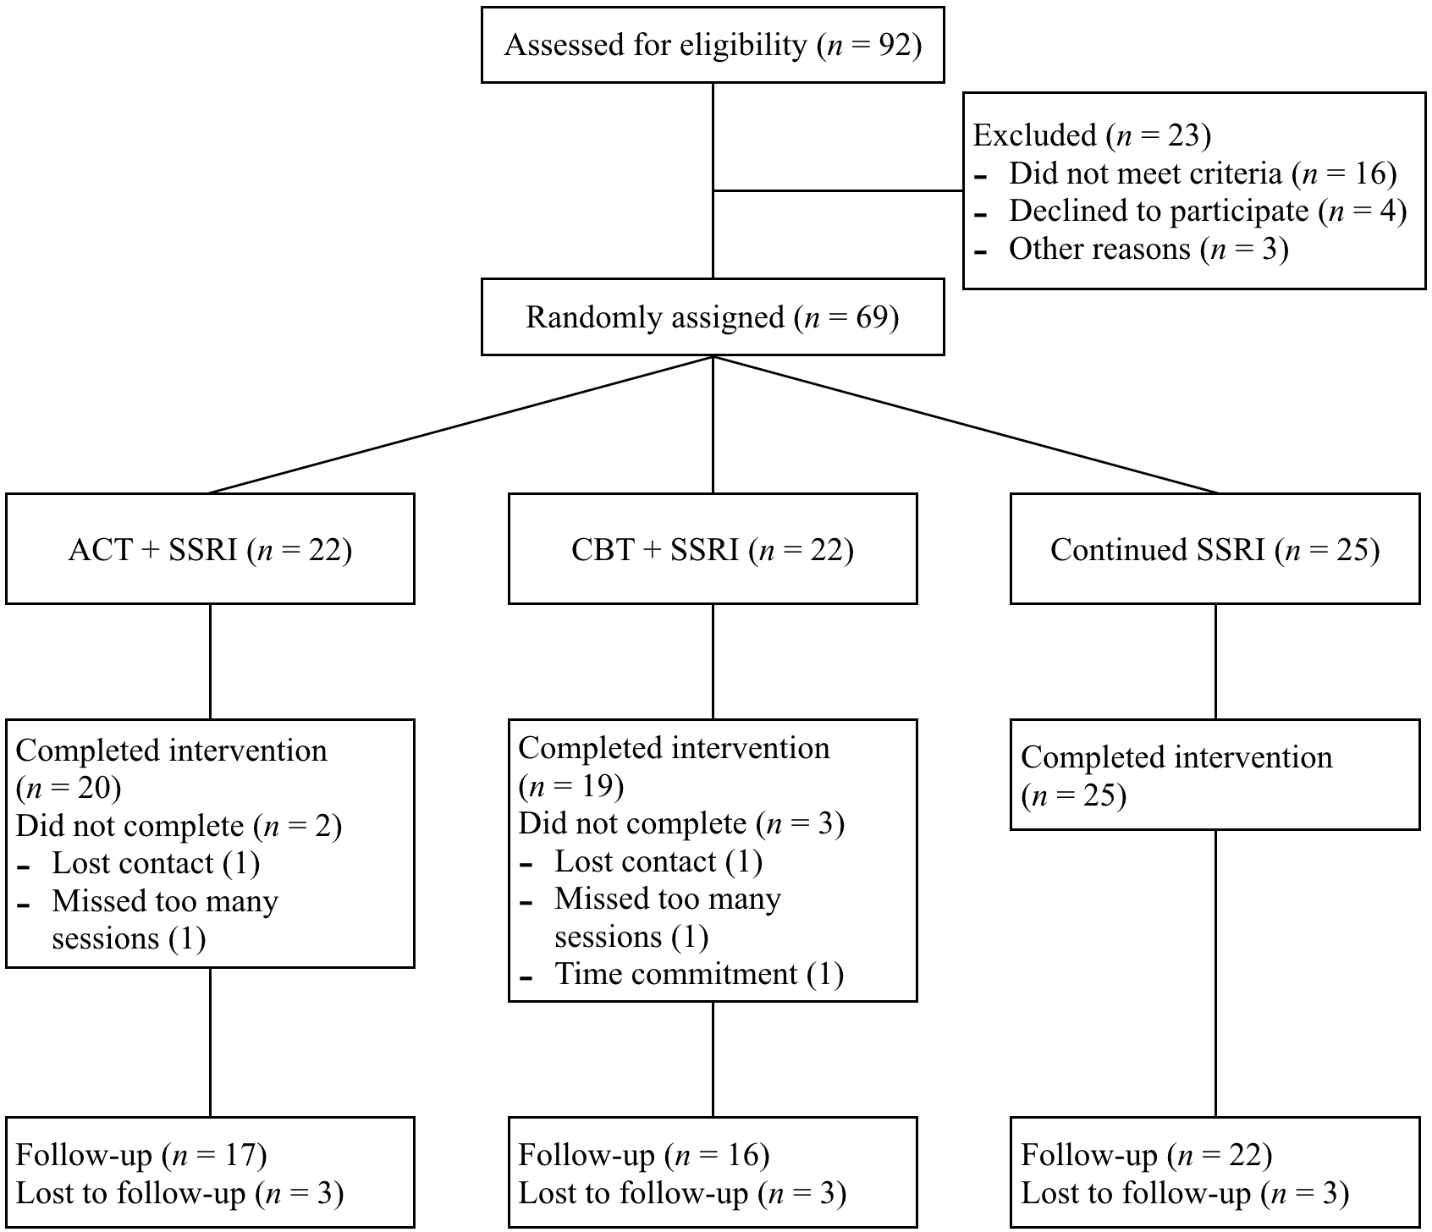 Assessed for eligibility (n = 92)
Excluded (n = 23)
- Did not meet criteria (n = 16)
- Declined to participate (n = 4)
- Other reasons (n = 3)
Randomly assigned (n = 69)
ACT + SSRI (n = 22)
CBT + SSRI (n = 22)
Continued SSRI (n = 25)
Completed intervention
(n = 20)
Did not complete (n = 2)
- Lost contact (1)
- Missed too many
sessions (1)
Completed intervention
(n = 19)
Did not complete (n = 3)
- Lost contact (1)
- Missed too many
sessions (1)
- Time commitment (1)
Completed intervention
(n = 25)
Follow-up (n = 17)
Lost to follow-up (n = 3)
Follow-up (n = 16)
Lost to follow-up (n = 3)
Follow-up (n = 22)
Lost to follow-up (n = 3)